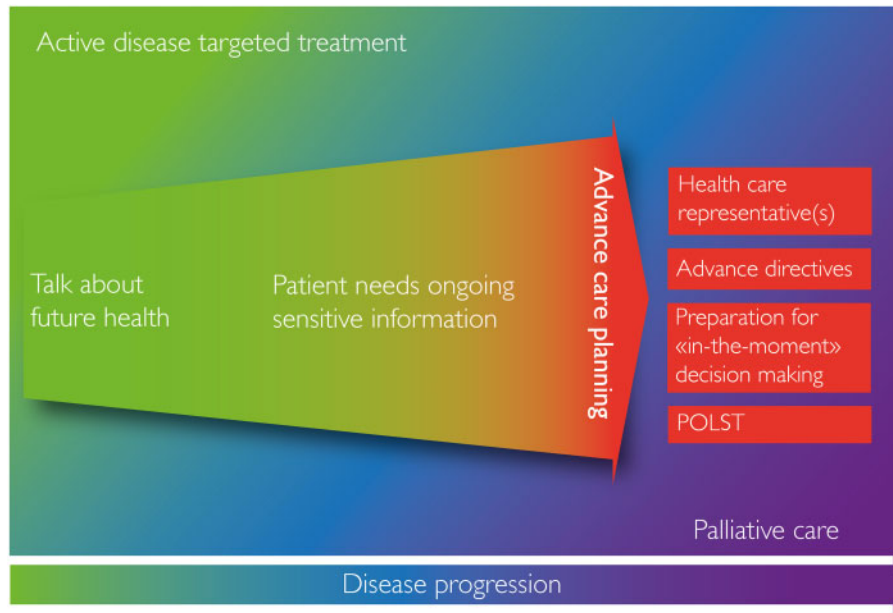 Active disease targeted treatment
Talk about
future health
Patient needs ongoing
sensitive information
Advance care planning
Health care
representative(s)
Advance directives
Preparation for
«in-the-moment»
decision making
POLST
Palliative care
Disease progression